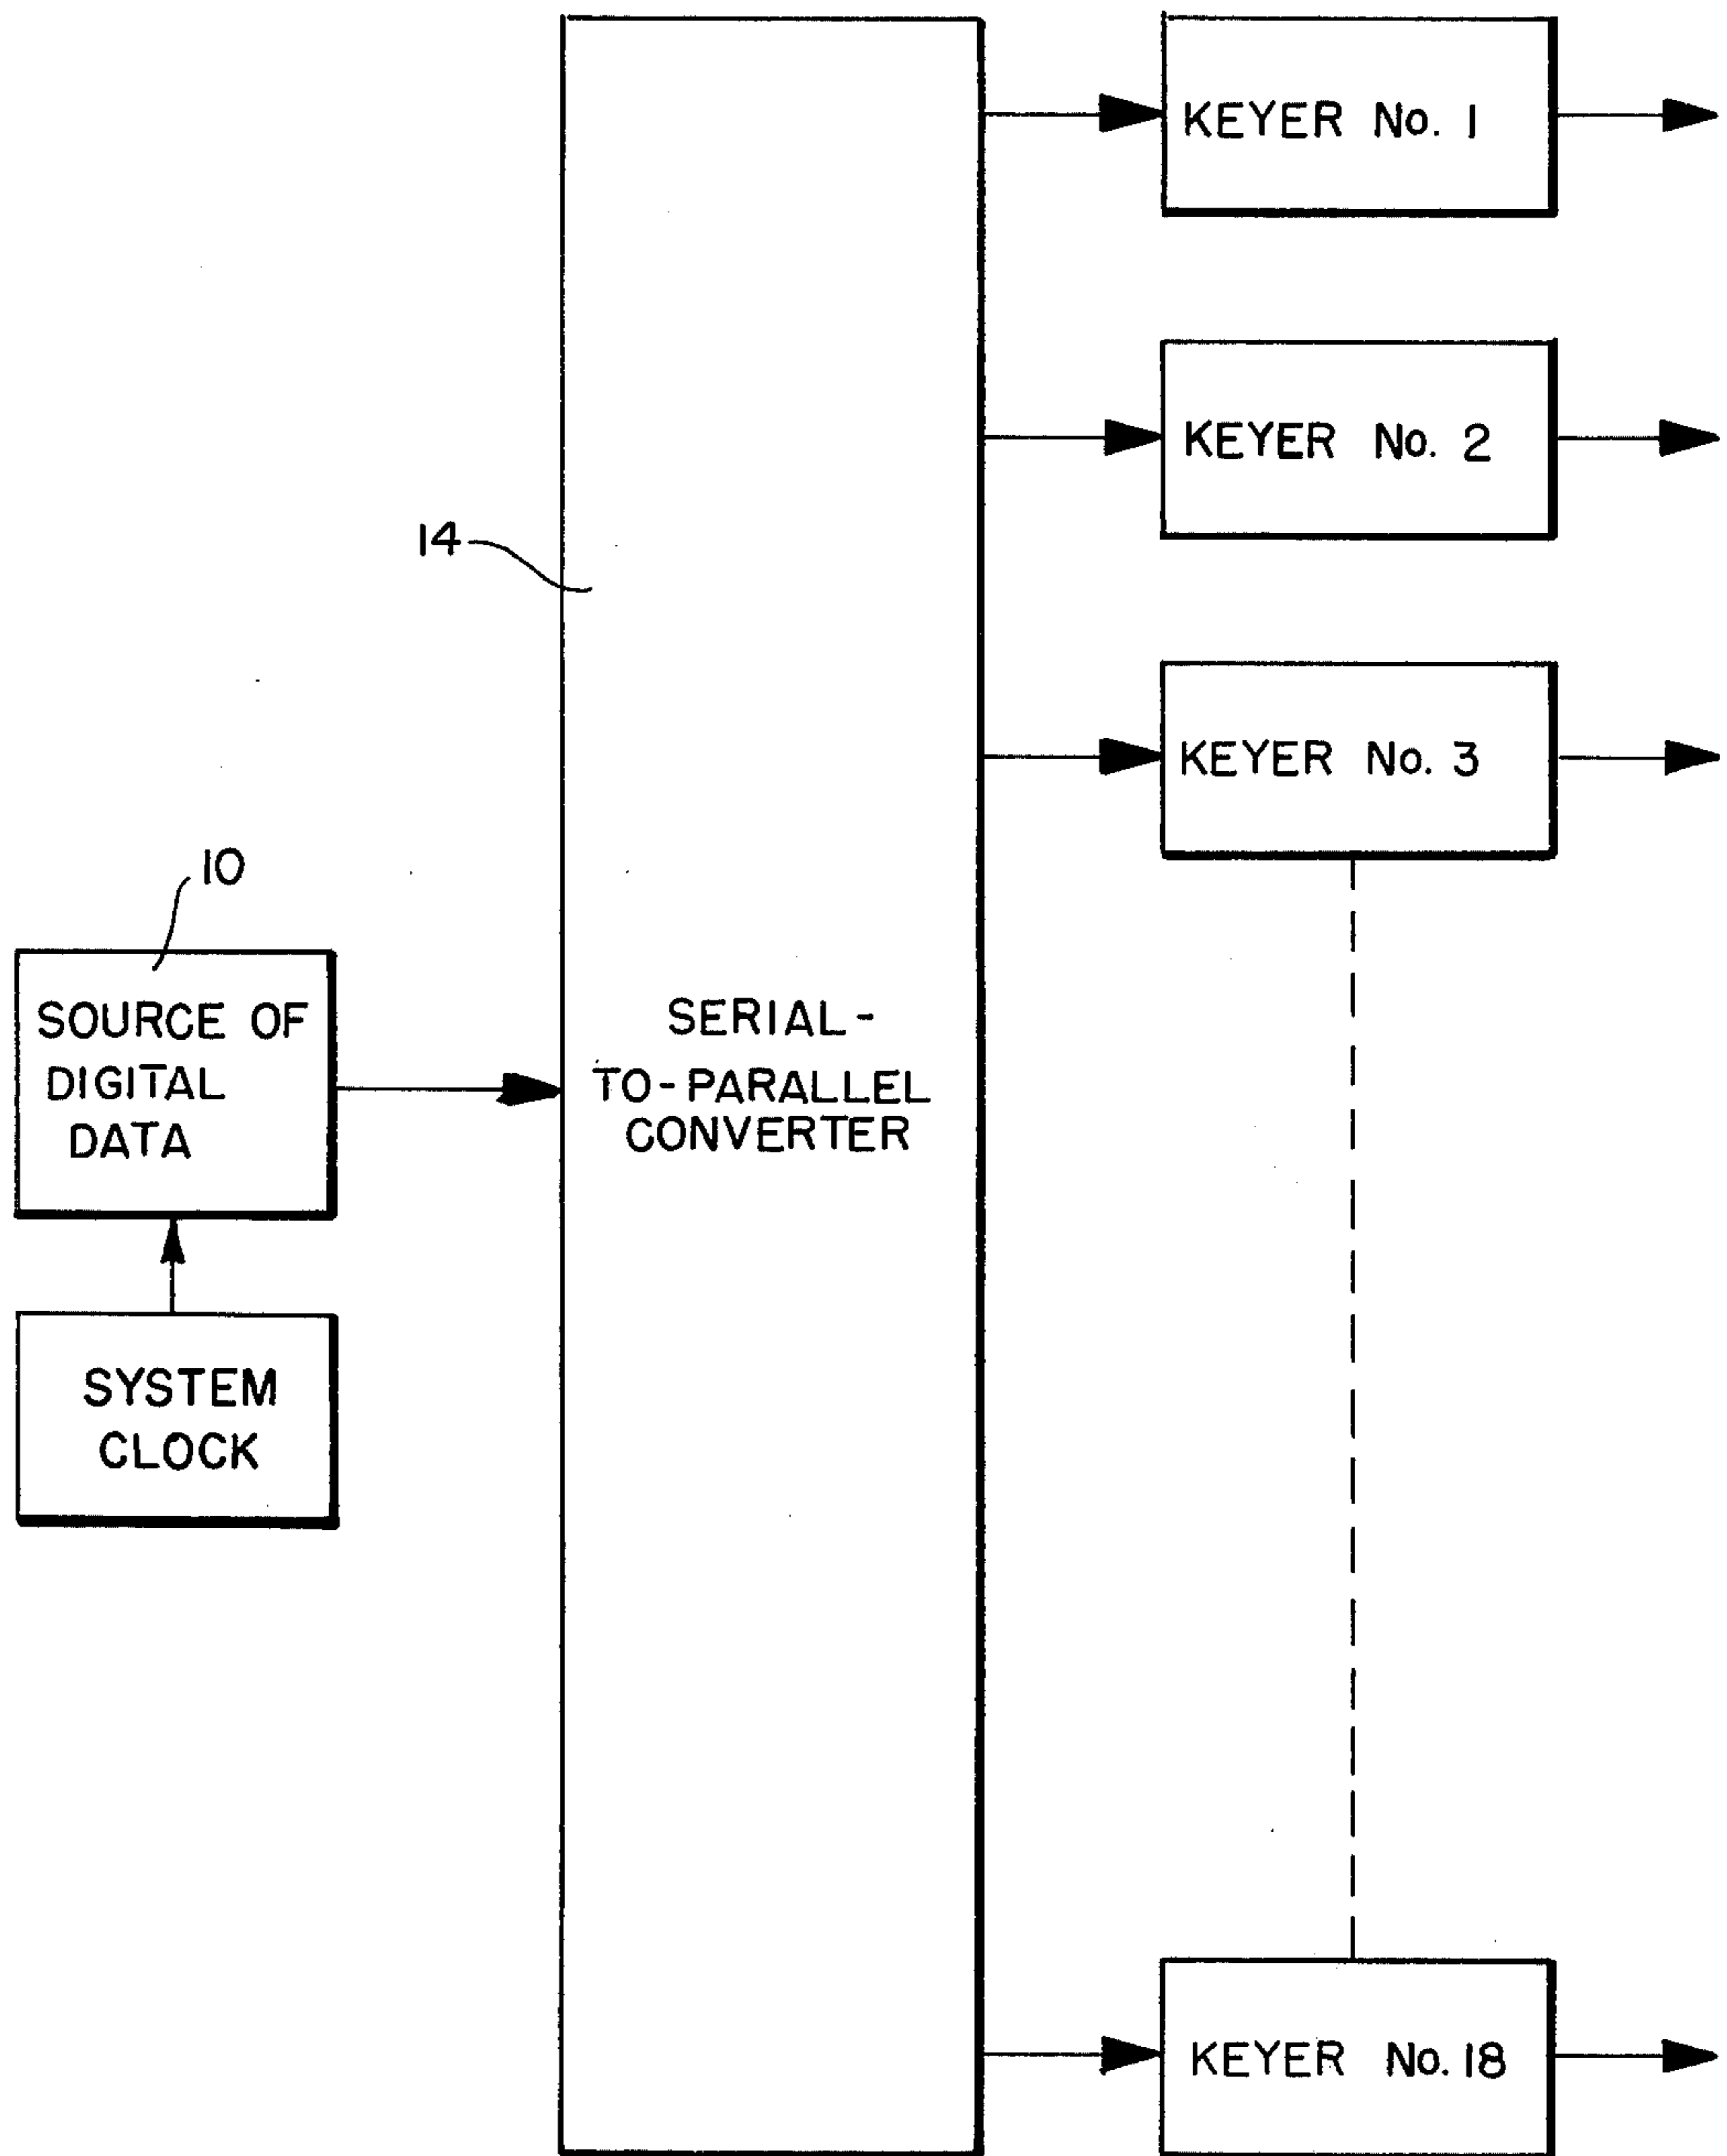 KEYER No. 1
KEYER No. 2
14
KEYER No. 3
10
SOURCE OF
DIGITAL
DATA
SERIAL-
TO-PARALLEL
CONVERTER
SYSTEM
CLOCK
KEYER No. 18